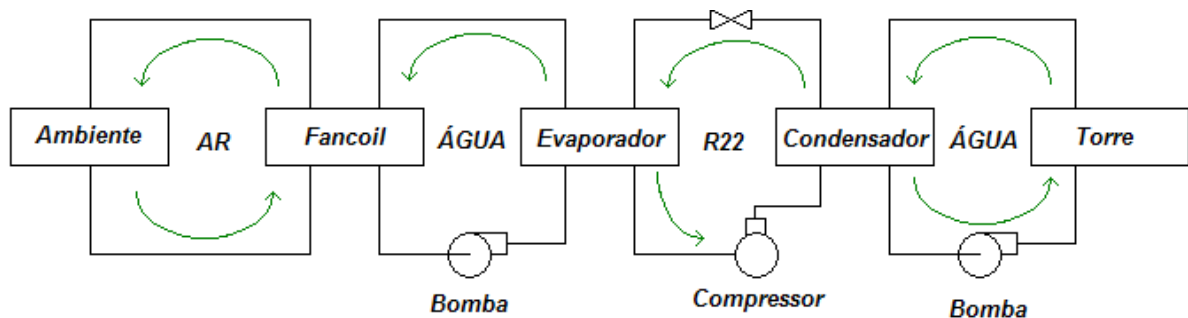 Ambiente
AR
Fancoil
ÁGUA
Evaporador
R22
Condensador
ÁGUA
Torre
Bomba
Compressor
Bomba